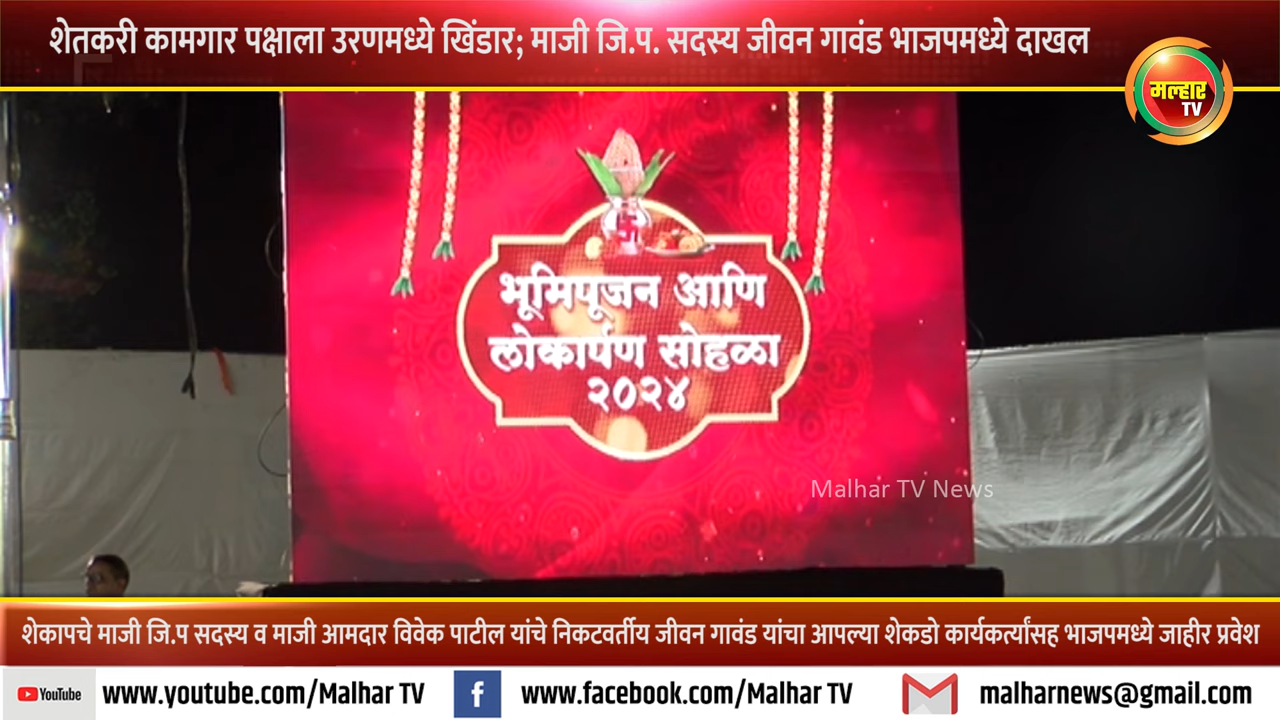 शेतकरी कामगार पक्षाला उरणमध्ये खिंडार; माजी जि.प. सदस्य जीवन गावंड भाजपमध्ये दाखल
मल्हार
TV
भूमिपूजन आणि
लोकार्पण सोहळा
२०२४
Malhar TV News
शेकापचे माजी जि.प सदस्य व माजी आमदार विवेक पाटील यांचे निकटवर्तीय जीवन गावंड यांचा आपल्या शेकडो कार्यकर्त्यांसह भाजपमध्ये जाहीर प्रवेश
YouTube www.youtube.com/Malhar TV f www.facebook.com/Malhar TV malharnews@gmail.com